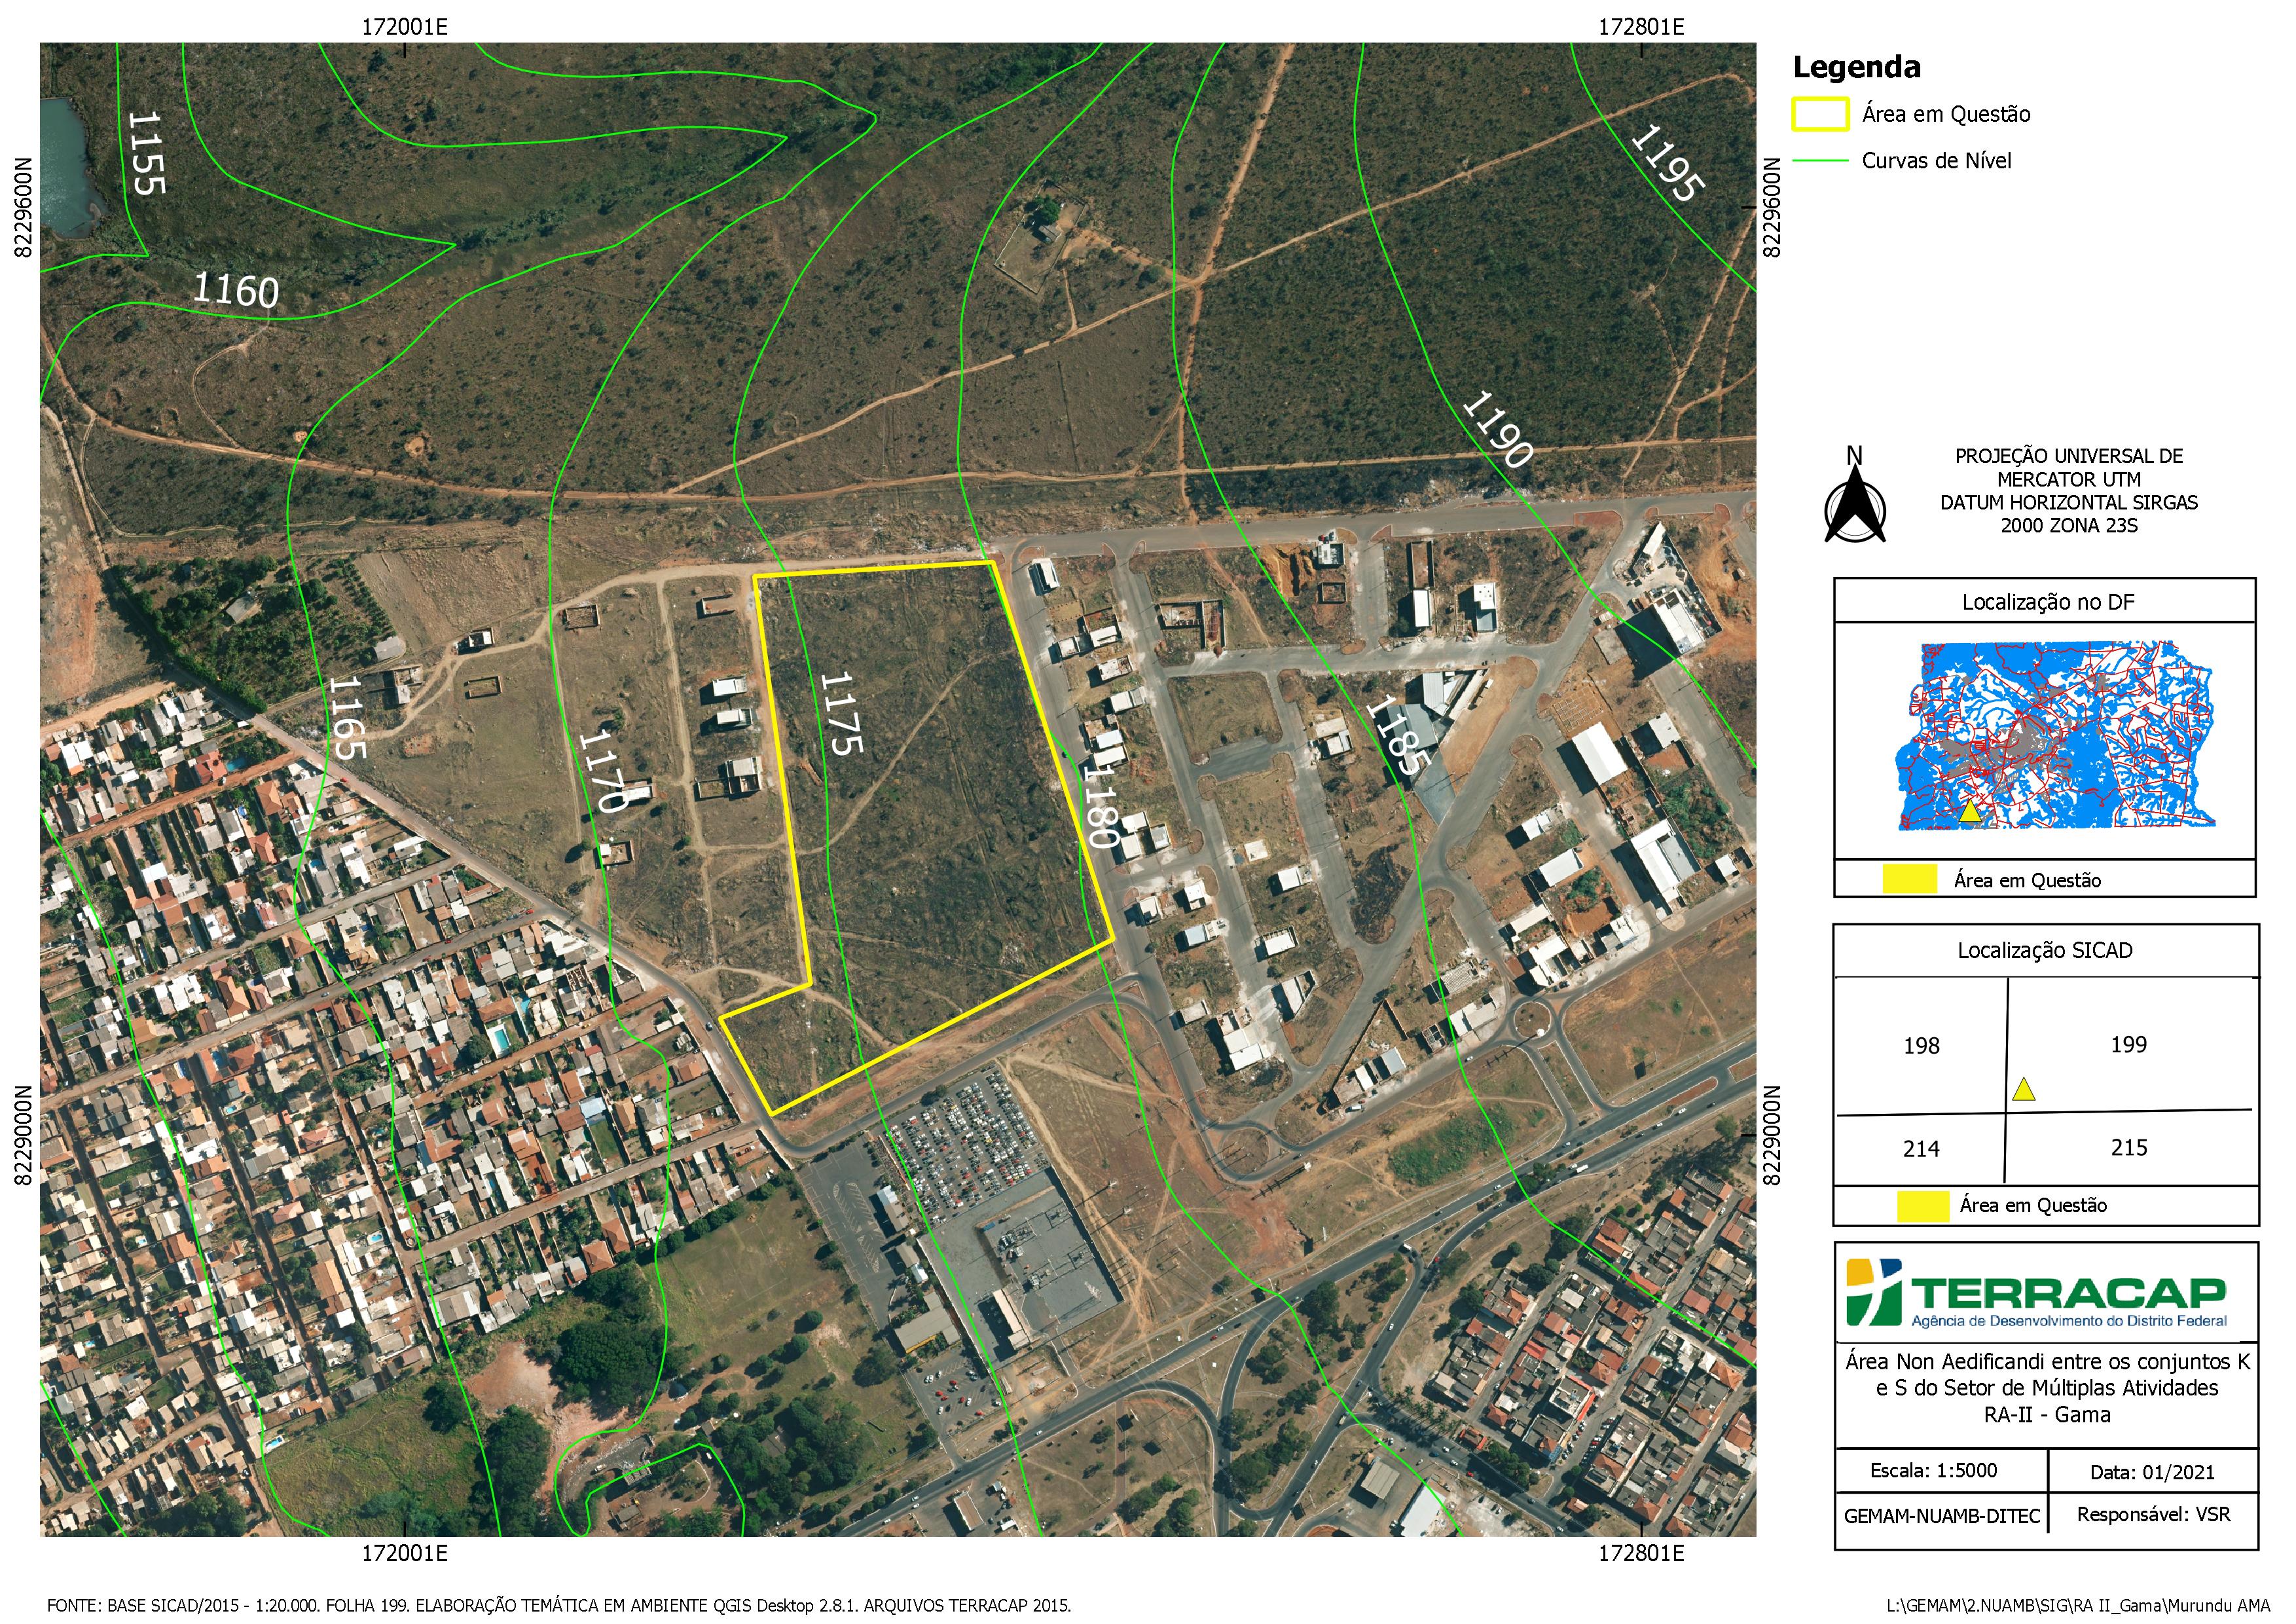 172001E
172801E
8229600N
8229600N
8229000N
8229000N
172001E
172801E
1155
1160
1195
1190
1165
1170
1175
1180
1185
Legenda
Área em Questão
Curvas de Nível
N
PROJEÇÃO UNIVERSAL DE
MERCATOR UTM
DATUM HORIZONTAL SIRGAS
2000 ZONA 23S
Localização no DF
Área em Questão
Localização SICAD
198
199
214
215
Área em Questão
TERRACAP
Agência de Desenvolvimento do Distrito Federal
Área Non Aedificandi entre os conjuntos K
e S do Setor de Múltiplas Atividades
RA-II - Gama
Escala: 1:5000
Data: 01/2021
GEMAM-NUAMB-DITEC
Responsável: VSR
FONTE: BASE SICAD/2015 - 1:20.000. FOLHA 199. ELABORAÇÃO TEMÁTICA EM AMBIENTE QGIS Desktop 2.8.1. ARQUIVOS TERRACAP 2015.
L:\GEMAM\2.NUAMB\SIG\RA II_Gama\Murundu AMA